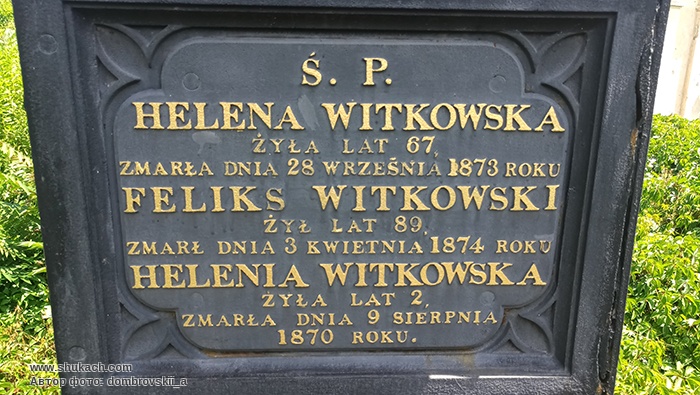 Ś. P.
HELENA WITKOWSKA
ŻYŁA LAT 67,
ZMARŁA DNIA 28 WRZEŚNIA 1873 ROKU
FELIKS WITKOWSKI
ŻYŁ LAT 89,
ZMARŁ DNIA 3 KWIETNIA 1874 ROKU
HELENIA WITKOWSKA
ŻYŁA LAT 2,
ZMARŁA DNIA 9 SIERPNIA
1870 ROKU.
www.shukach.com
Автор фото: dombrovskii_a